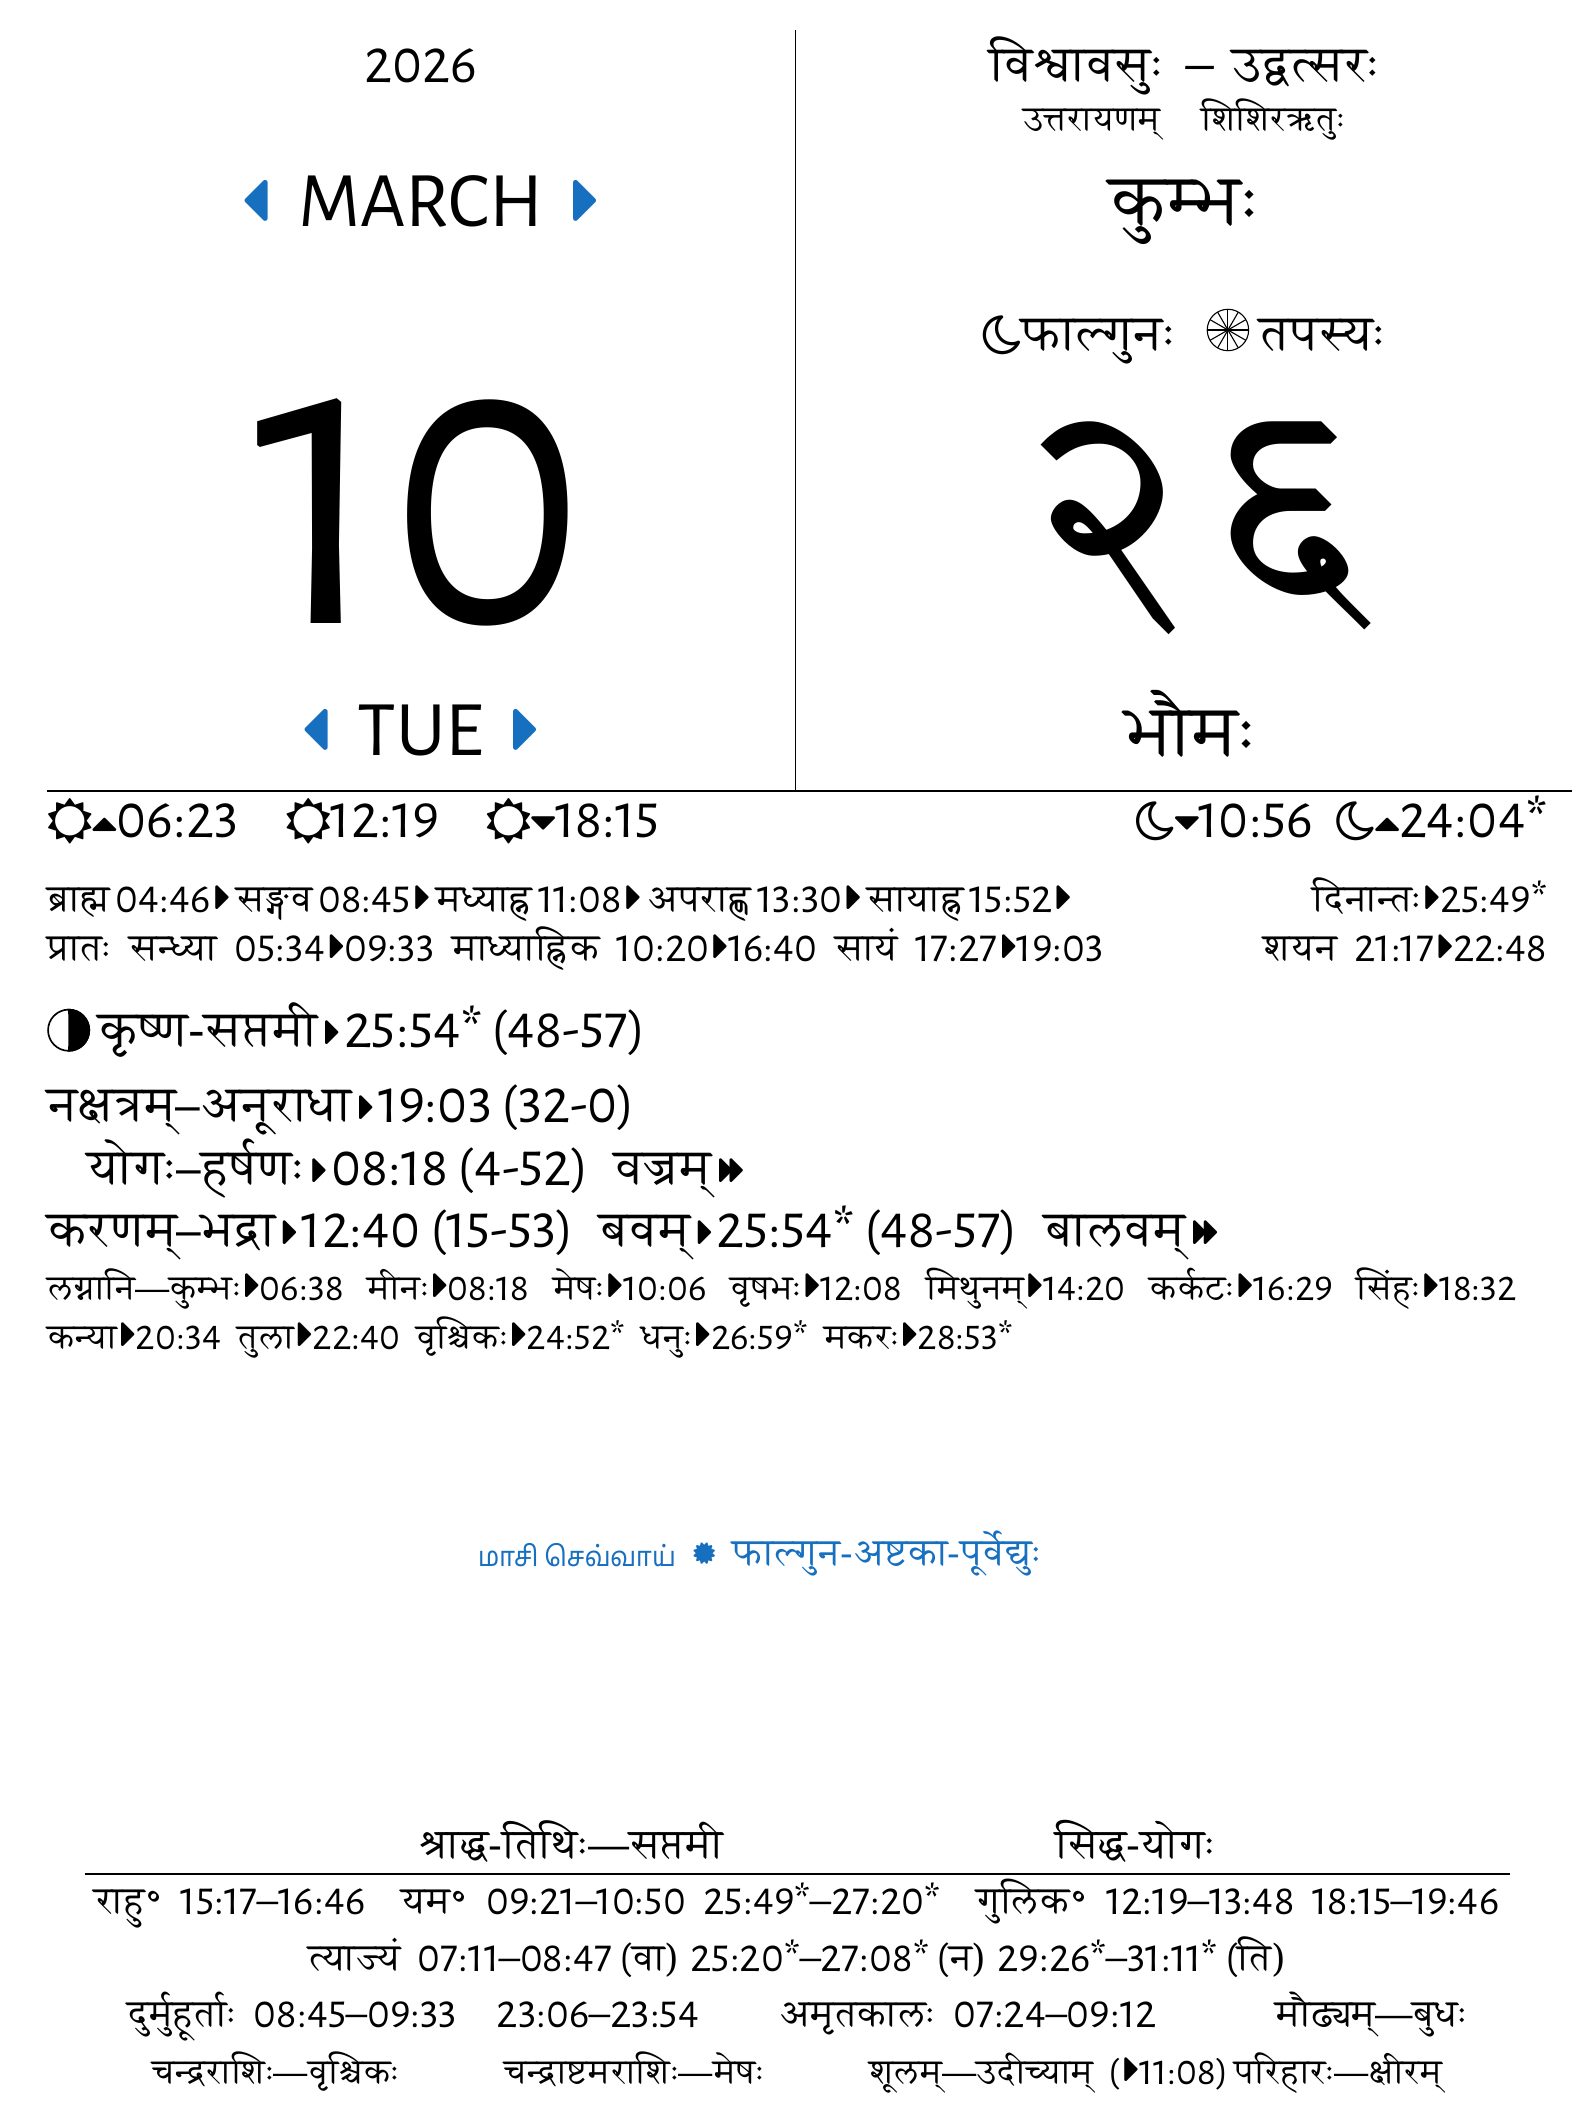 2026
MARCH
10
TUE
विश्वावसुः – उद्वत्सरः
उत्तरायणम् शिशिरऋतुः
कुम्भः
फाल्गुनः तपस्यः
२६
भौमः
06:23 12:19 18:15 10:56 24:04*
ब्राह्म 04:46 सङ्गव 08:45 मध्याह्न 11:08 अपराह्ण 13:30 सायाह्न 15:52 दिनान्तः 25:49*
प्रातः सन्ध्या 05:34 09:33 माध्याह्निक 10:20 16:40 सायं 17:27 19:03 शयन 21:17 22:48
कृष्ण-सप्तमी 25:54* (48-57)
नक्षत्रम्–अनूराधा 19:03 (32-0)
योगः–हर्षणः 08:18 (4-52) वज्रम्
करणम्–भद्रा 12:40 (15-53) बवम् 25:54* (48-57) बालवम्
लग्नानि—कुम्भः 06:38 मीनः 08:18 मेषः 10:06 वृषभः 12:08 मिथुनम् 14:20 कर्कटः 16:29 सिंहः 18:32
कन्या 20:34 तुला 22:40 वृश्चिकः 24:52* धनुः 26:59* मकरः 28:53*
மாசி செவ்வாய் ✹ फाल्गुन-अष्टका-पूर्वेद्युः
श्राद्ध-तिथिः—सप्तमी सिद्ध-योगः
राहु॰ 15:17–16:46 यम॰ 09:21–10:50 25:49*–27:20* गुलिक॰ 12:19–13:48 18:15–19:46
त्याज्यं 07:11–08:47 (वा) 25:20*–27:08* (न) 29:26*–31:11* (ति)
दुर्मुहूर्ताः 08:45–09:33 23:06–23:54 अमृतकालः 07:24–09:12 मौढ्यम्—बुधः
चन्द्रराशिः—वृश्चिकः चन्द्राष्टमराशिः—मेषः शूलम्—उदीच्याम् (11:08) परिहारः—क्षीरम्